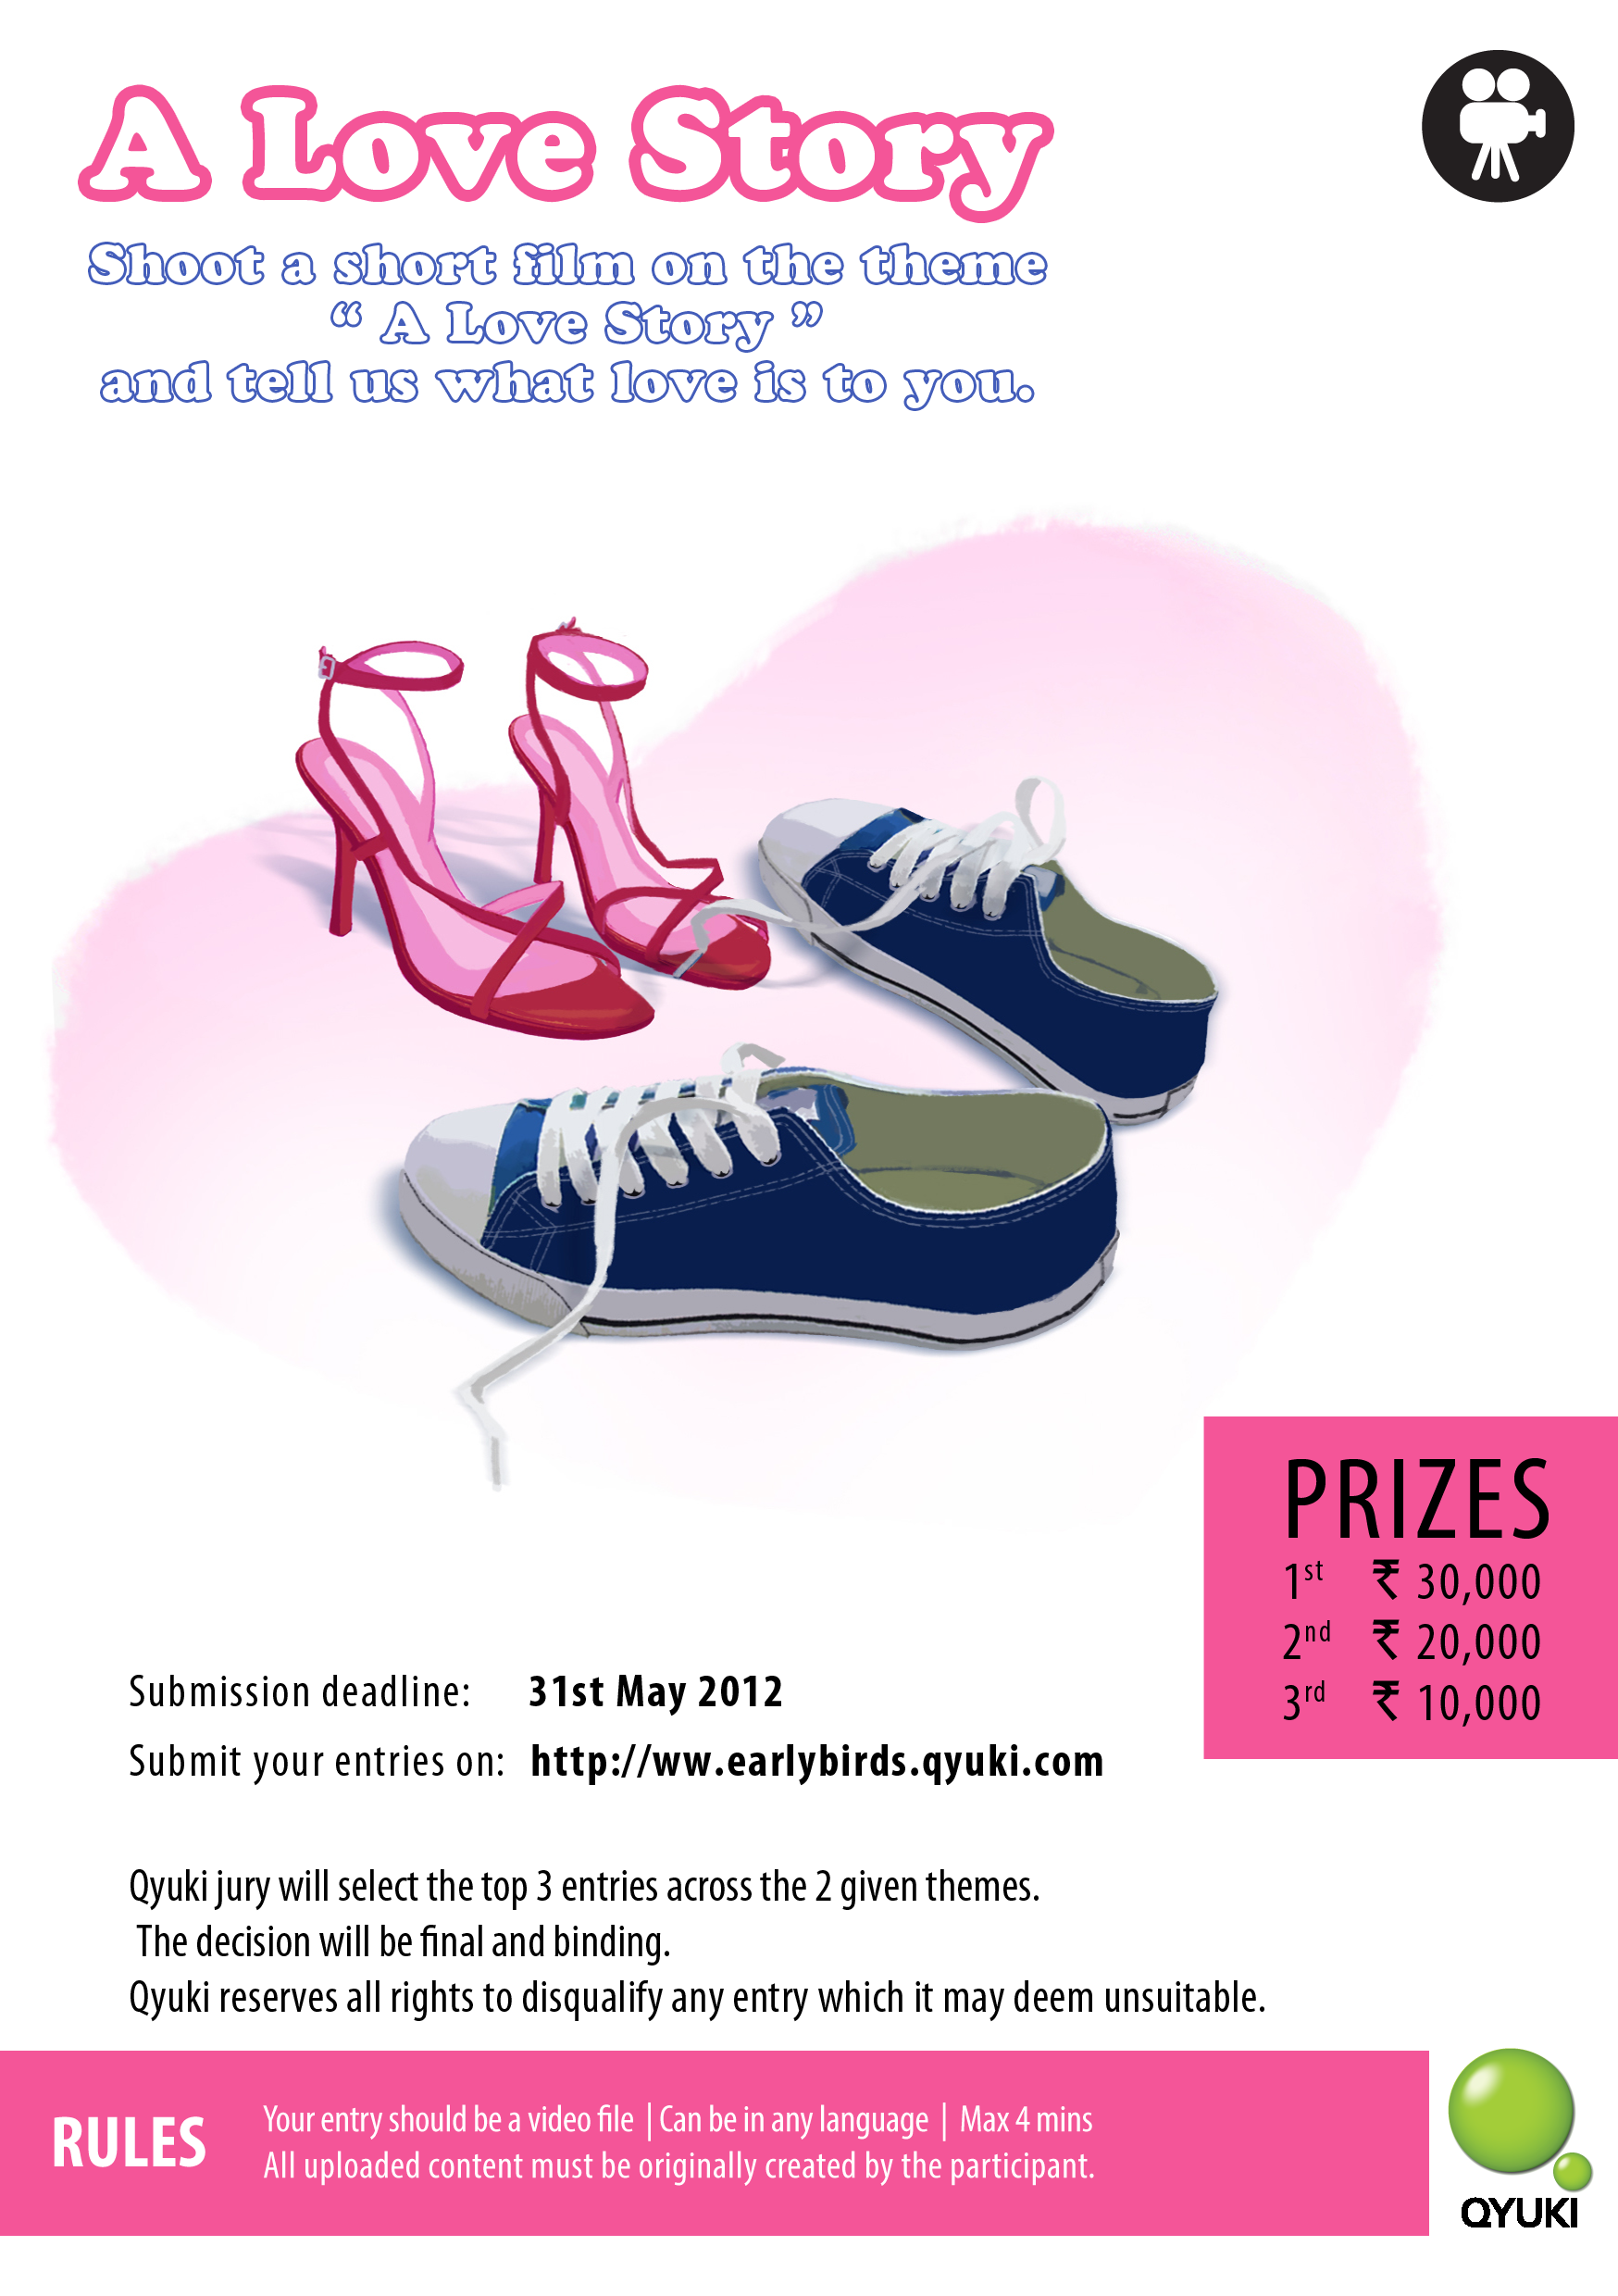 A Love Story
Shoot a short film on the theme
“ A Love Story ”
and tell us what love is to you.
PRIZES
1st ₹ 30,000
2nd ₹ 20,000
3rd ₹ 10,000
Submission deadline: 31st May 2012
Submit your entries on: http://ww.earlybirds.qyuki.com
Qyuki jury will select the top 3 entries across the 2 given themes.
The decision will be final and binding.
Qyuki reserves all rights to disqualify any entry which it may deem unsuitable.
RULES
Your entry should be a video file | Can be in any language | Max 4 mins
All uploaded content must be originally created by the participant.
QYUKI